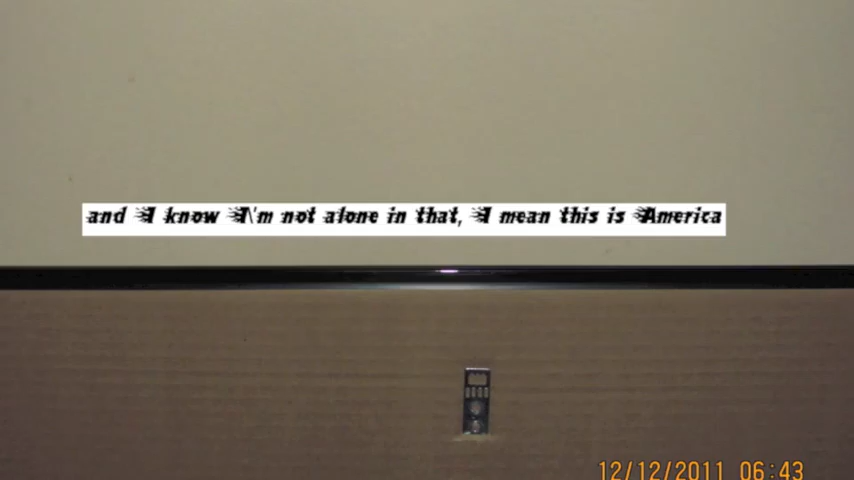 and I know I\'m not alone in that, I mean this is America
12/12/2011 06:43